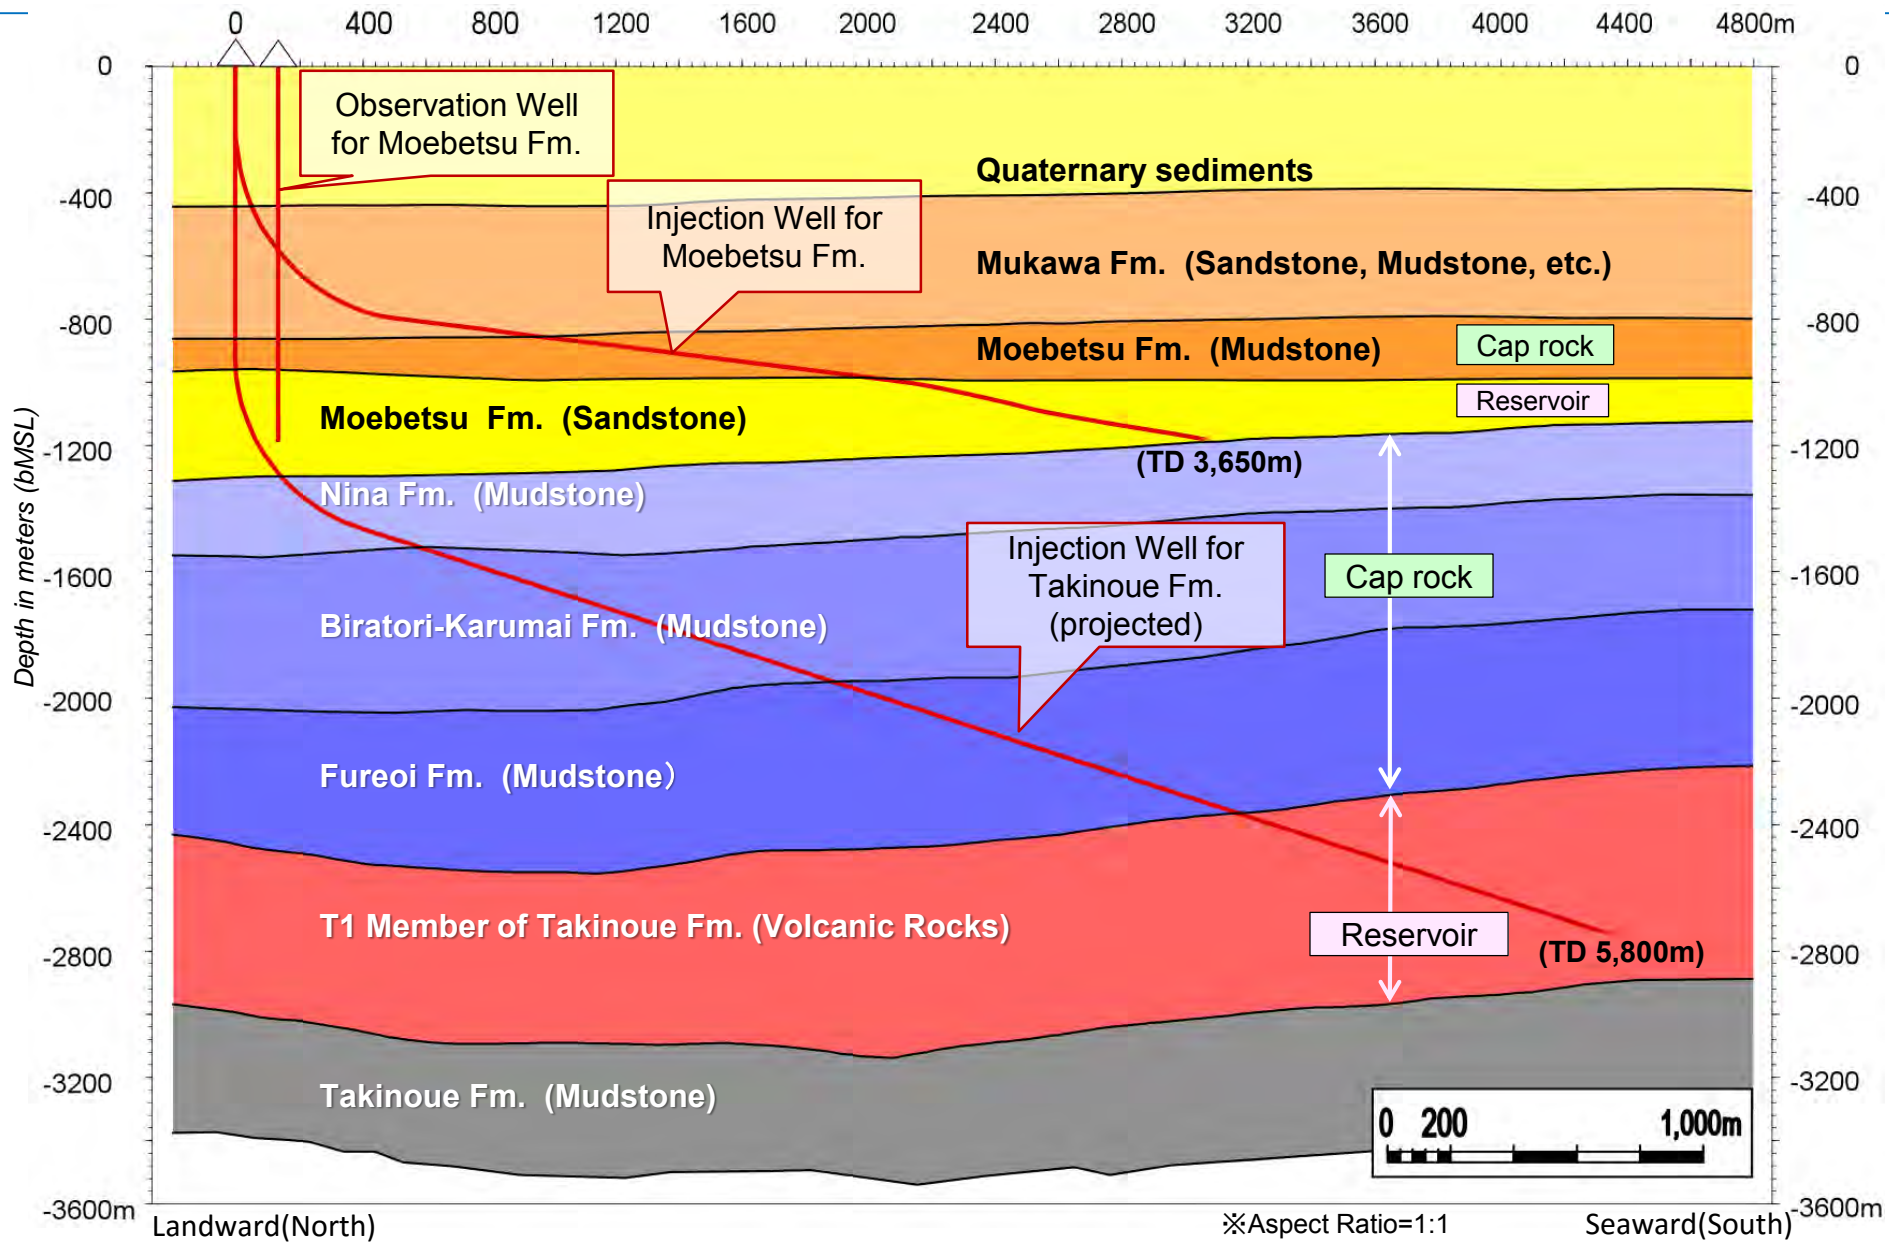 0 400 800 1200 1600 2000 2400 2800 3200 3600 4000 4400 4800m
0
-400
-800
-1200
-1600
-2000
-2400
-2800
-3200
-3600m
Depth in meters (bMSL)
Observation Well
for Moebetsu Fm.
Quaternary sediments
Injection Well for
Moebetsu Fm.
Mukawa Fm. (Sandstone, Mudstone, etc.)
Moebetsu Fm. (Mudstone)
Cap rock
Reservoir
Moebetsu Fm. (Sandstone)
(TD 3,650m)
Nina Fm. (Mudstone)
Injection Well for
Takinoue Fm.
(projected)
Cap rock
Biratori-Karumai Fm. (Mudstone)
Fureoi Fm. (Mudstone）
T1 Member of Takinoue Fm. (Volcanic Rocks)
Reservoir
(TD 5,800m)
Takinoue Fm. (Mudstone)
0 200 1,000m
0
-400
-800
-1200
-1600
-2000
-2400
-2800
-3200
-3600m
Landward(North)
※Aspect Ratio=1:1
Seaward(South)